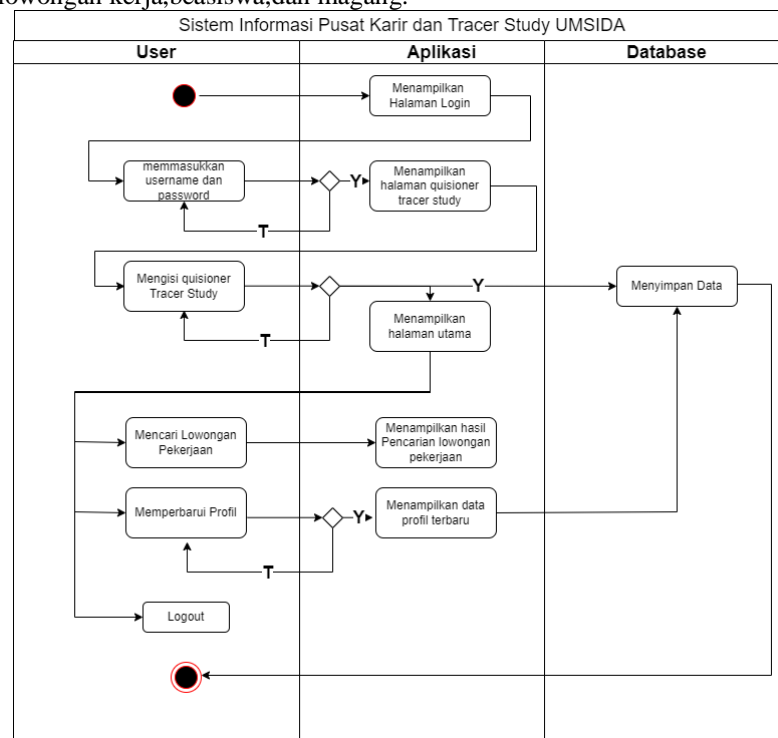 lowongan kerja,beasiswa,dan magang.
Sistem Informasi Pusat Karir dan Tracer Study UMSIDA
User
Aplikasi
Database
Menampilkan
Halaman Login
memmasukkan
username dan
password
Y
Menampilkan
halaman quisioner
tracer study
T
Mengisi quisioner
Tracer Study
Y
Menyimpan Data
Menampilkan
halaman utama
T
Mencari Lowongan
Pekerjaan
Menampilkan hasil
Pencarian lowongan
pekerjaan
Memperbarui Profil
Y
Menampilkan data
profil terbaru
T
Logout